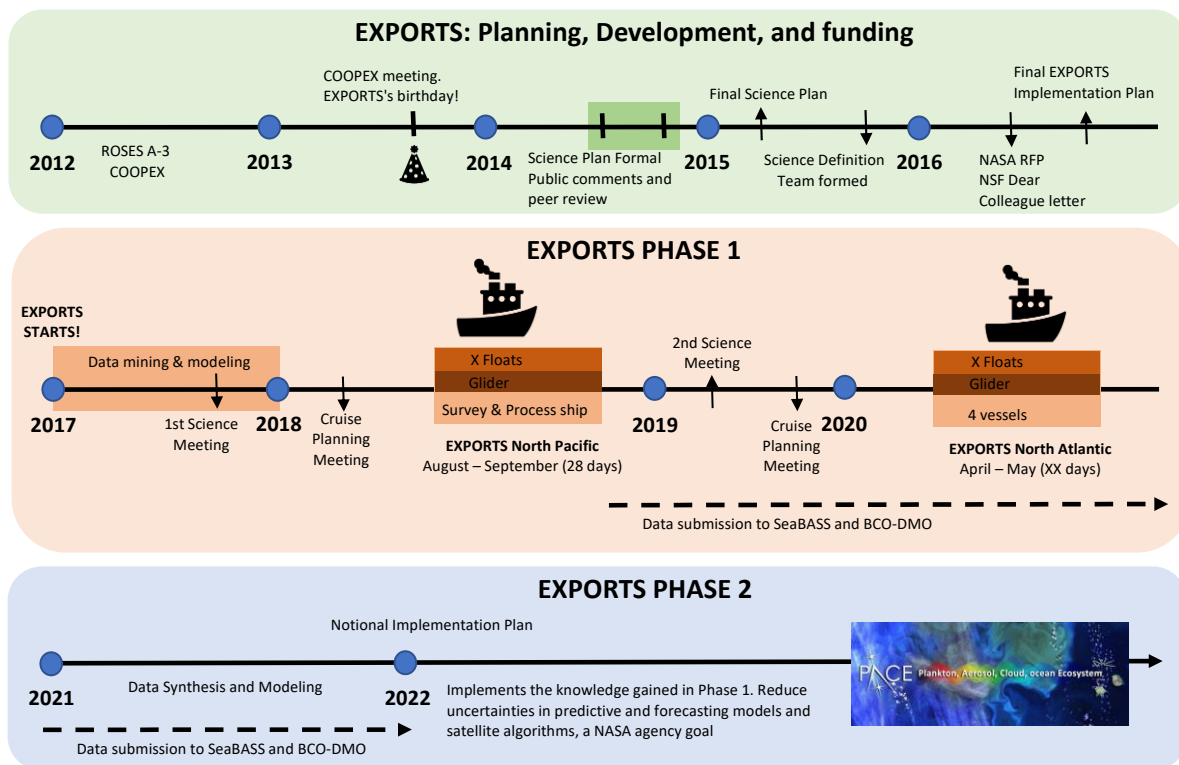 EXPORTS: Planning, Development, and funding
COOPEX meeting.
EXPORTS's birthday!
Final Science Plan
Final EXPORTS
Implementation Plan
2012
ROSES A-3
COOPEX
2013
2014
Science Plan Formal
Public comments and
peer review
2015
Science Definition
Team formed
2016
NASA RFP
NSF Dear
Colleague letter
EXPORTS PHASE 1
EXPORTS
STARTS!
Data mining & modeling
2017
1st Science
Meeting
2018
Cruise
Planning
Meeting
X Floats
Glider
Survey & Process ship
EXPORTS North Pacific
August – September (28 days)
2nd Science
Meeting
2019
Cruise
Planning
Meeting
2020
X Floats
Glider
4 vessels
EXPORTS North Atlantic
April – May (XX days)
Data submission to SeaBASS and BCO-DMO
EXPORTS PHASE 2
Notional Implementation Plan
2021
Data Synthesis and Modeling
2022
Implements the knowledge gained in Phase 1. Reduce
uncertainties in predictive and forecasting models and
satellite algorithms, a NASA agency goal
Data submission to SeaBASS and BCO-DMO
PACE Plankton, Aerosol, Cloud, ocean Ecosystem